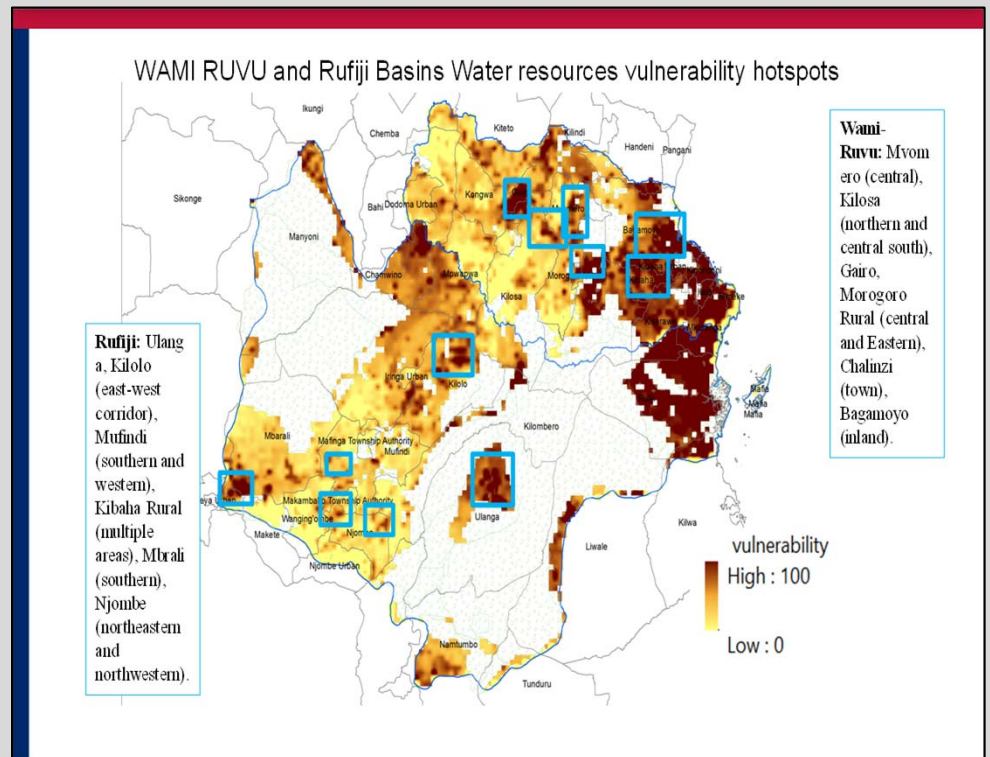 WAMI RUVU and Rufiji Basins Water resources vulnerability hotspots
Ikungi
Chemba
Kiteto
Kilindi
Handeni
Pangani
Sikonge
Bahi
Dodoma Urban
Kongwa
Manyoni
Chamwino
Mpwapwa
Kilosa
Iringa Urban
Kilolo
Kilombero
Mafia
Mafia
Mafia
Mbarali
Mafinga Township Authority
Mufindi
Makambako Township Authority
Wanging'ombe
Makete
Njombe Urban
Ulanga
Kilwa
Liwale
Namtumbo
Tunduru
Wami-
Ruvu: Mvom
ero (central),
Kilosa
(northern and
central south),
Gairo,
Morogoro
Rural (central
and Eastern),
Chalinzi
(town),
Bagamoyo
(inland).
Rufiji: Ulang
a, Kilolo
(east-west
corridor),
Mufindi
(southern and
western),
Kibaha Rural
(multiple
areas), Mbrali
(southern),
Njombe
(northeastern
and
northwestern).
vulnerability
High : 100
Low : 0